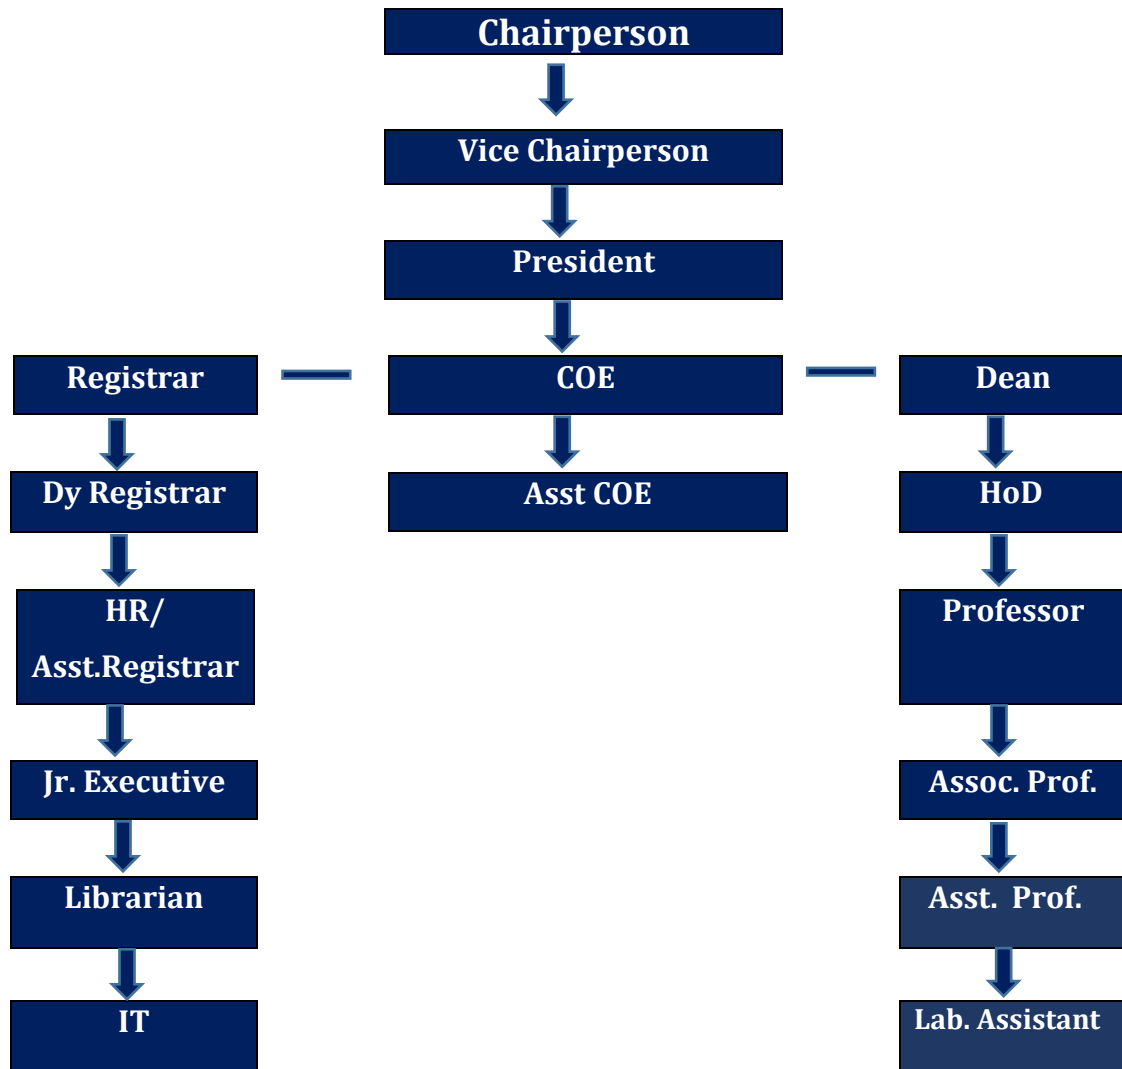 Chairperson
Vice Chairperson
President
Registrar
COE
Dean
Dy Registrar
Asst COE
HoD
HR/
Asst.Registrar
Professor
Jr. Executive
Assoc. Prof.
Librarian
Asst.  Prof.
IT
Lab. Assistant